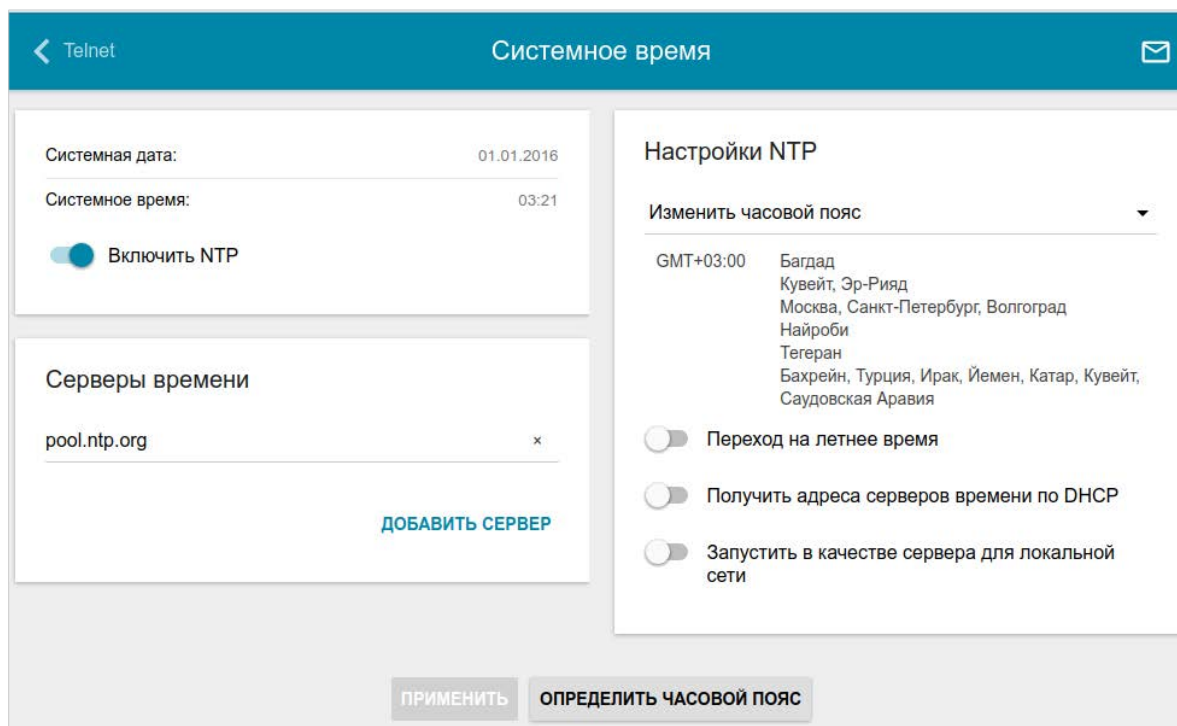 Telnet
Системное время
Системная дата: 01.01.2016
Системное время: 03:21
Включить NTP
Серверы времени
pool.ntp.org ×
ДОБАВИТЬ СЕРВЕР
Настройки NTP
Изменить часовой пояс
GMT+03:00 Багдад
Кувейт, Эр-Рияд
Москва, Санкт-Петербург, Волгоград
Найроби
Тегеран
Бахрейн, Турция, Ирак, Йемен, Катар, Кувейт,
Саудовская Аравия
Переход на летнее время
Получить адреса серверов времени по DHCP
Запустить в качестве сервера для локальной
сети
ПРИМЕНИТЬ
ОПРЕДЕЛИТЬ ЧАСОВОЙ ПОЯС